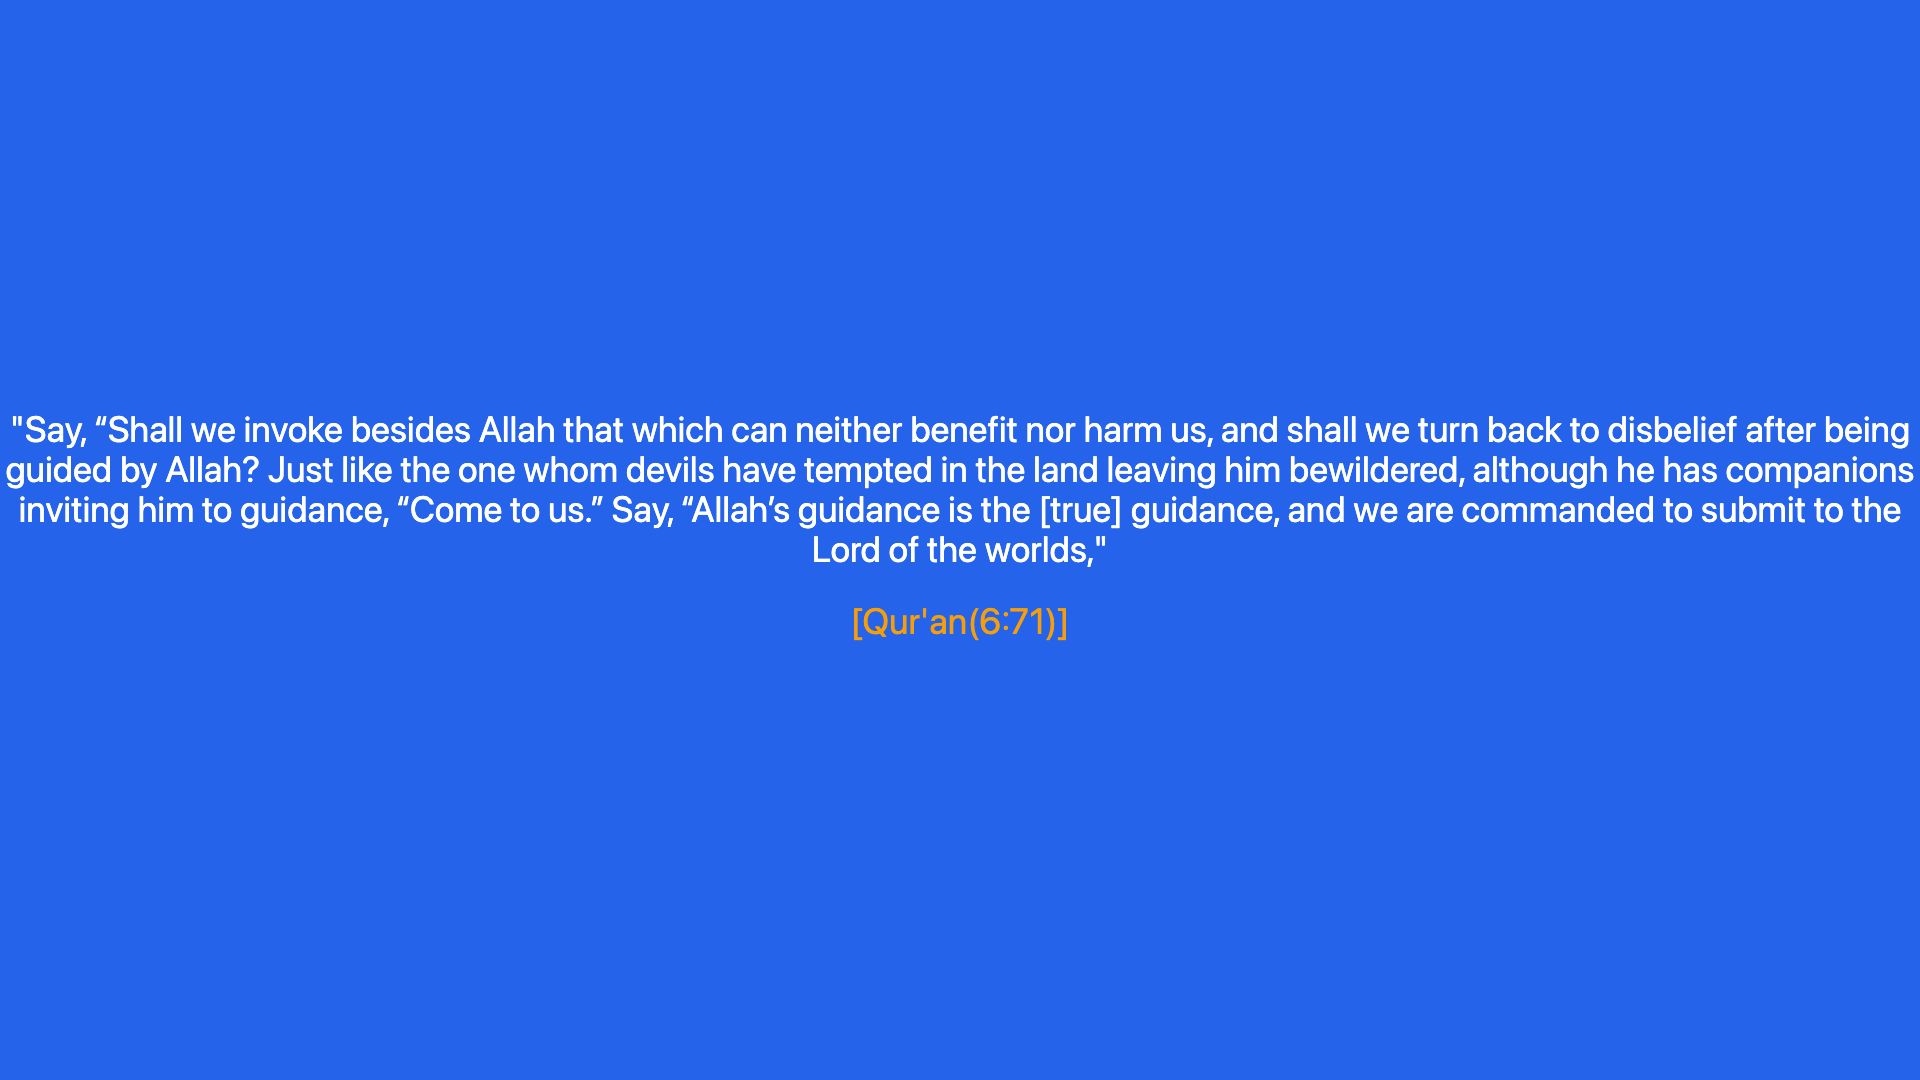 "Say, “Shall we invoke besides Allah that which can neither benefit nor harm us, and shall we turn back to disbelief after being
guided by Allah? Just like the one whom devils have tempted in the land leaving him bewildered, although he has companions
inviting him to guidance, “Come to us.” Say, “Allah’s guidance is the [true] guidance, and we are commanded to submit to the
Lord of the worlds,"
[Qur'an(6:71)]